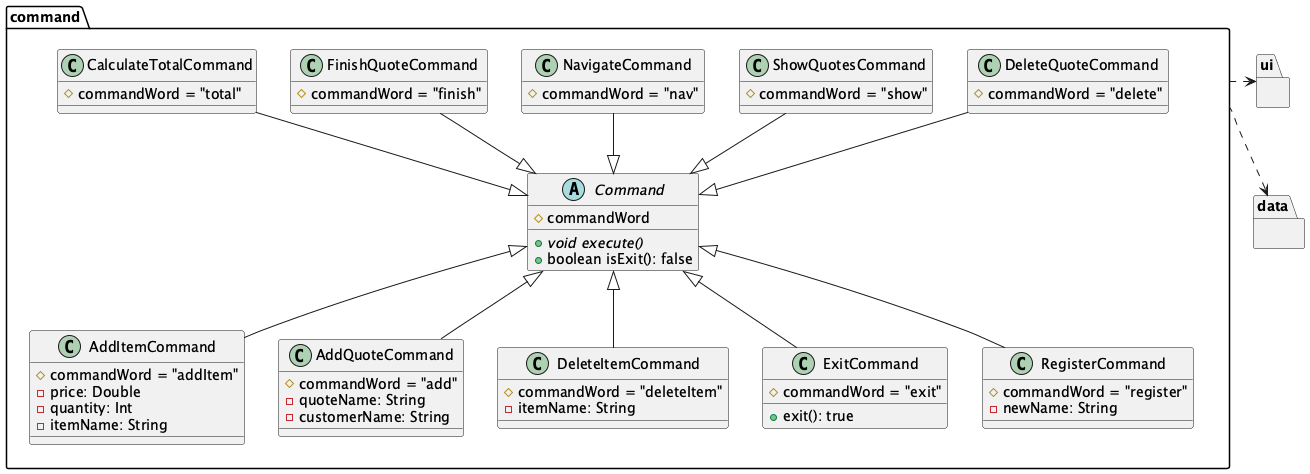 command
C CalculateTotalCommand
commandWord = "total"
C FinishQuoteCommand
commandWord = "finish"
C NavigateCommand
commandWord = "nav"
C ShowQuotesCommand
commandWord = "show"
C DeleteQuoteCommand
commandWord = "delete"
ui
A Command
commandWord
void execute()
boolean isExit(): false
data
C AddItemCommand
commandWord = "addItem"
price: Double
quantity: Int
itemName: String
C AddQuoteCommand
commandWord = "add"
quoteName: String
customerName: String
C DeleteItemCommand
commandWord = "deleteItem"
itemName: String
C ExitCommand
commandWord = "exit"
exit(): true
C RegisterCommand
commandWord = "register"
newName: String